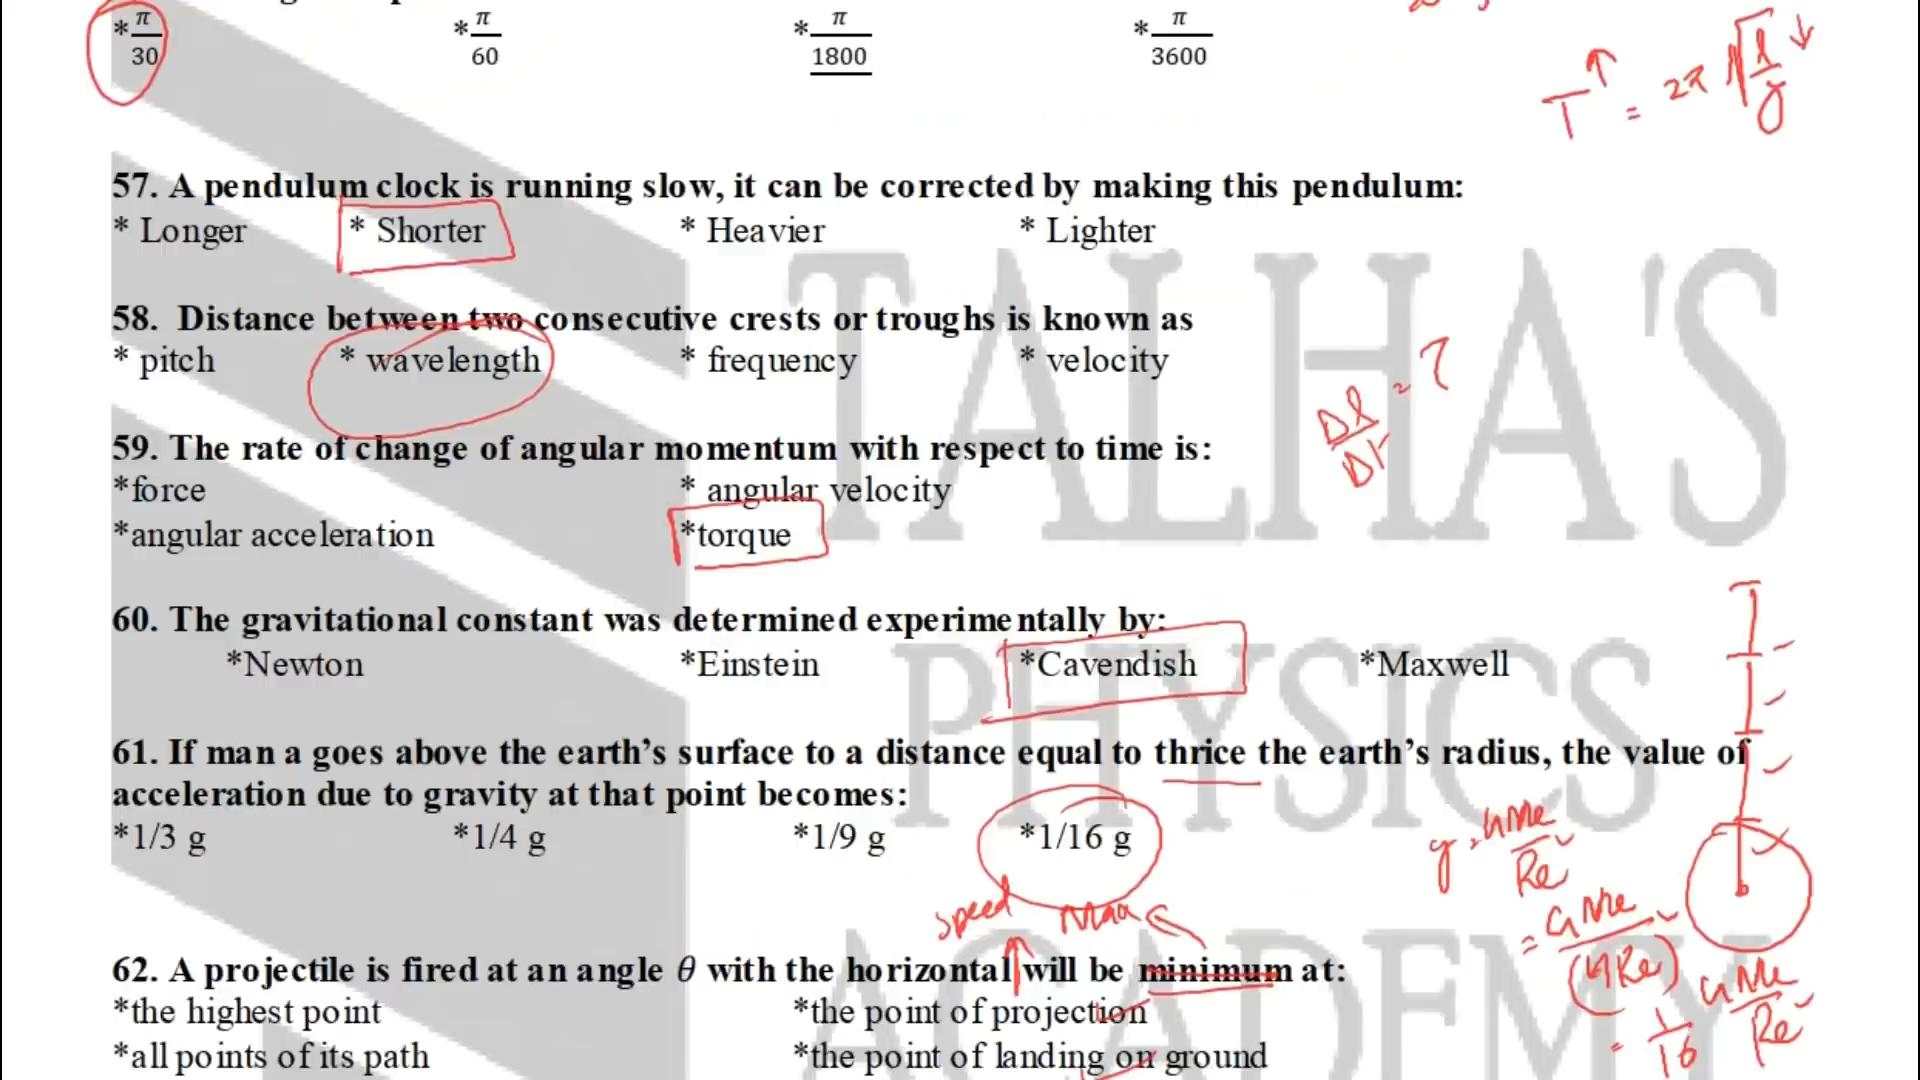 *π/30 *π/60 *π/1800 *π/3600
T = 2π √l/g
57. A pendulum clock is running slow, it can be corrected by making this pendulum:
* Longer * Shorter * Heavier * Lighter
58. Distance between two consecutive crests or troughs is known as
* pitch * wavelength * frequency * velocity
Δl/Δt = ?
59. The rate of change of angular momentum with respect to time is:
*force * angular velocity
*angular acceleration *torque
60. The gravitational constant was determined experimentally by:
*Newton *Einstein *Cavendish *Maxwell
61. If man a goes above the earth’s surface to a distance equal to thrice the earth’s radius, the value of
acceleration due to gravity at that point becomes:
*1/3 g *1/4 g *1/9 g *1/16 g
g = GMe/Re²
speed Max
= GMe/(4Re)²
62. A projectile is fired at an angle θ with the horizontal will be minimum at:
= 1/16 GMe/Re²
*the highest point *the point of projection
*all points of its path *the point of landing on ground
TALHA'S
PHYSICS
ACADEMY